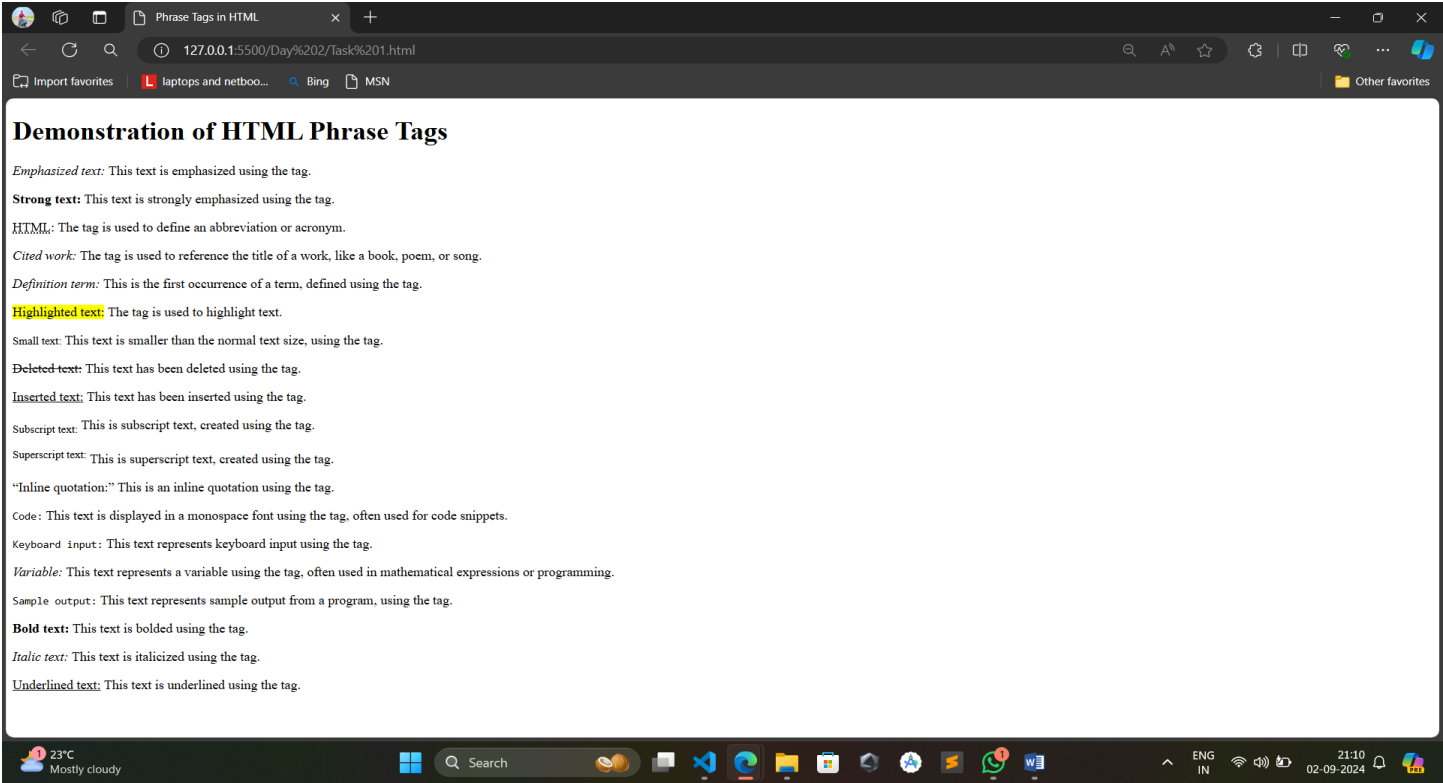 Phrase Tags in HTML
127.0.0.1:5500/Day%202/Task%201.html
Import favorites
L laptops and netboo...
Bing
MSN
Other favorites
Demonstration of HTML Phrase Tags
Emphasized text: This text is emphasized using the tag.
Strong text: This text is strongly emphasized using the tag.
HTML: The tag is used to define an abbreviation or acronym.
Cited work: The tag is used to reference the title of a work, like a book, poem, or song.
Definition term: This is the first occurrence of a term, defined using the tag.
Highlighted text: The tag is used to highlight text.
Small text: This text is smaller than the normal text size, using the tag.
Deleted text: This text has been deleted using the tag.
Inserted text: This text has been inserted using the tag.
Subscript text: This is subscript text, created using the tag.
Superscript text: This is superscript text, created using the tag.
“Inline quotation:” This is an inline quotation using the tag.
Code: This text is displayed in a monospace font using the tag, often used for code snippets.
Keyboard input: This text represents keyboard input using the tag.
Variable: This text represents a variable using the tag, often used in mathematical expressions or programming.
Sample output: This text represents sample output from a program, using the tag.
Bold text: This text is bolded using the tag.
Italic text: This text is italicized using the tag.
Underlined text: This text is underlined using the tag.
1
23°C
Mostly cloudy
Search
1
W
ENG
IN
21:10
02-09-2024
PRE